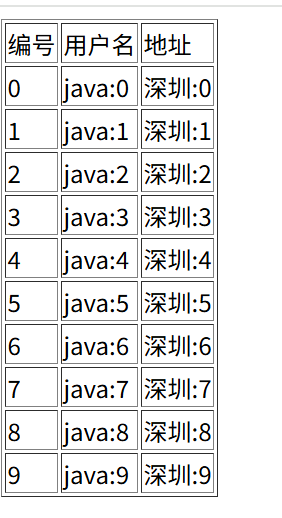 编号 用户名 地址
0 java:0 深圳:0
1 java:1 深圳:1
2 java:2 深圳:2
3 java:3 深圳:3
4 java:4 深圳:4
5 java:5 深圳:5
6 java:6 深圳:6
7 java:7 深圳:7
8 java:8 深圳:8
9 java:9 深圳:9